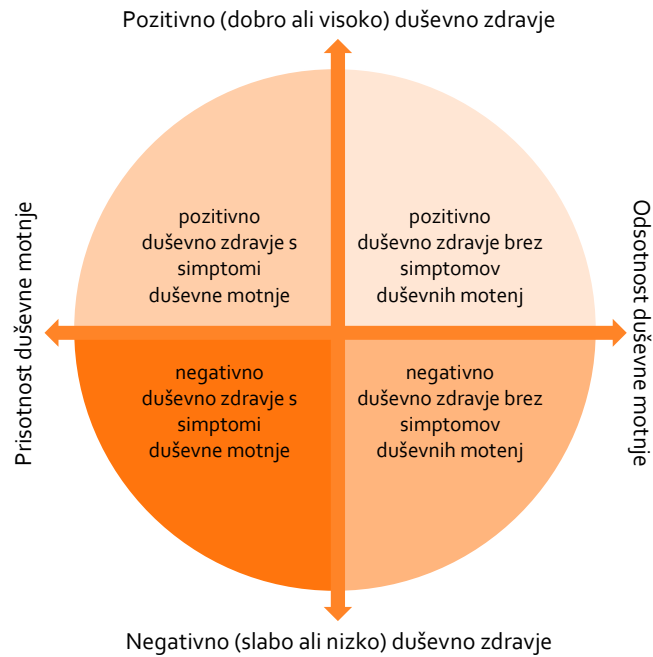 Pozitivno (dobro ali visoko) duševno zdravje
Prisotnost duševne motnje
pozitivno
duševno zdravje s
simptomi
duševne motnje
pozitivno
duševno zdravje brez
simptomov
duševnih motenj
Odsotnost duševne motnje
negativno
duševno zdravje s
simptomi
duševne motnje
negativno
duševno zdravje brez
simptomov
duševnih motenj
Negativno (slabo ali nizko) duševno zdravje